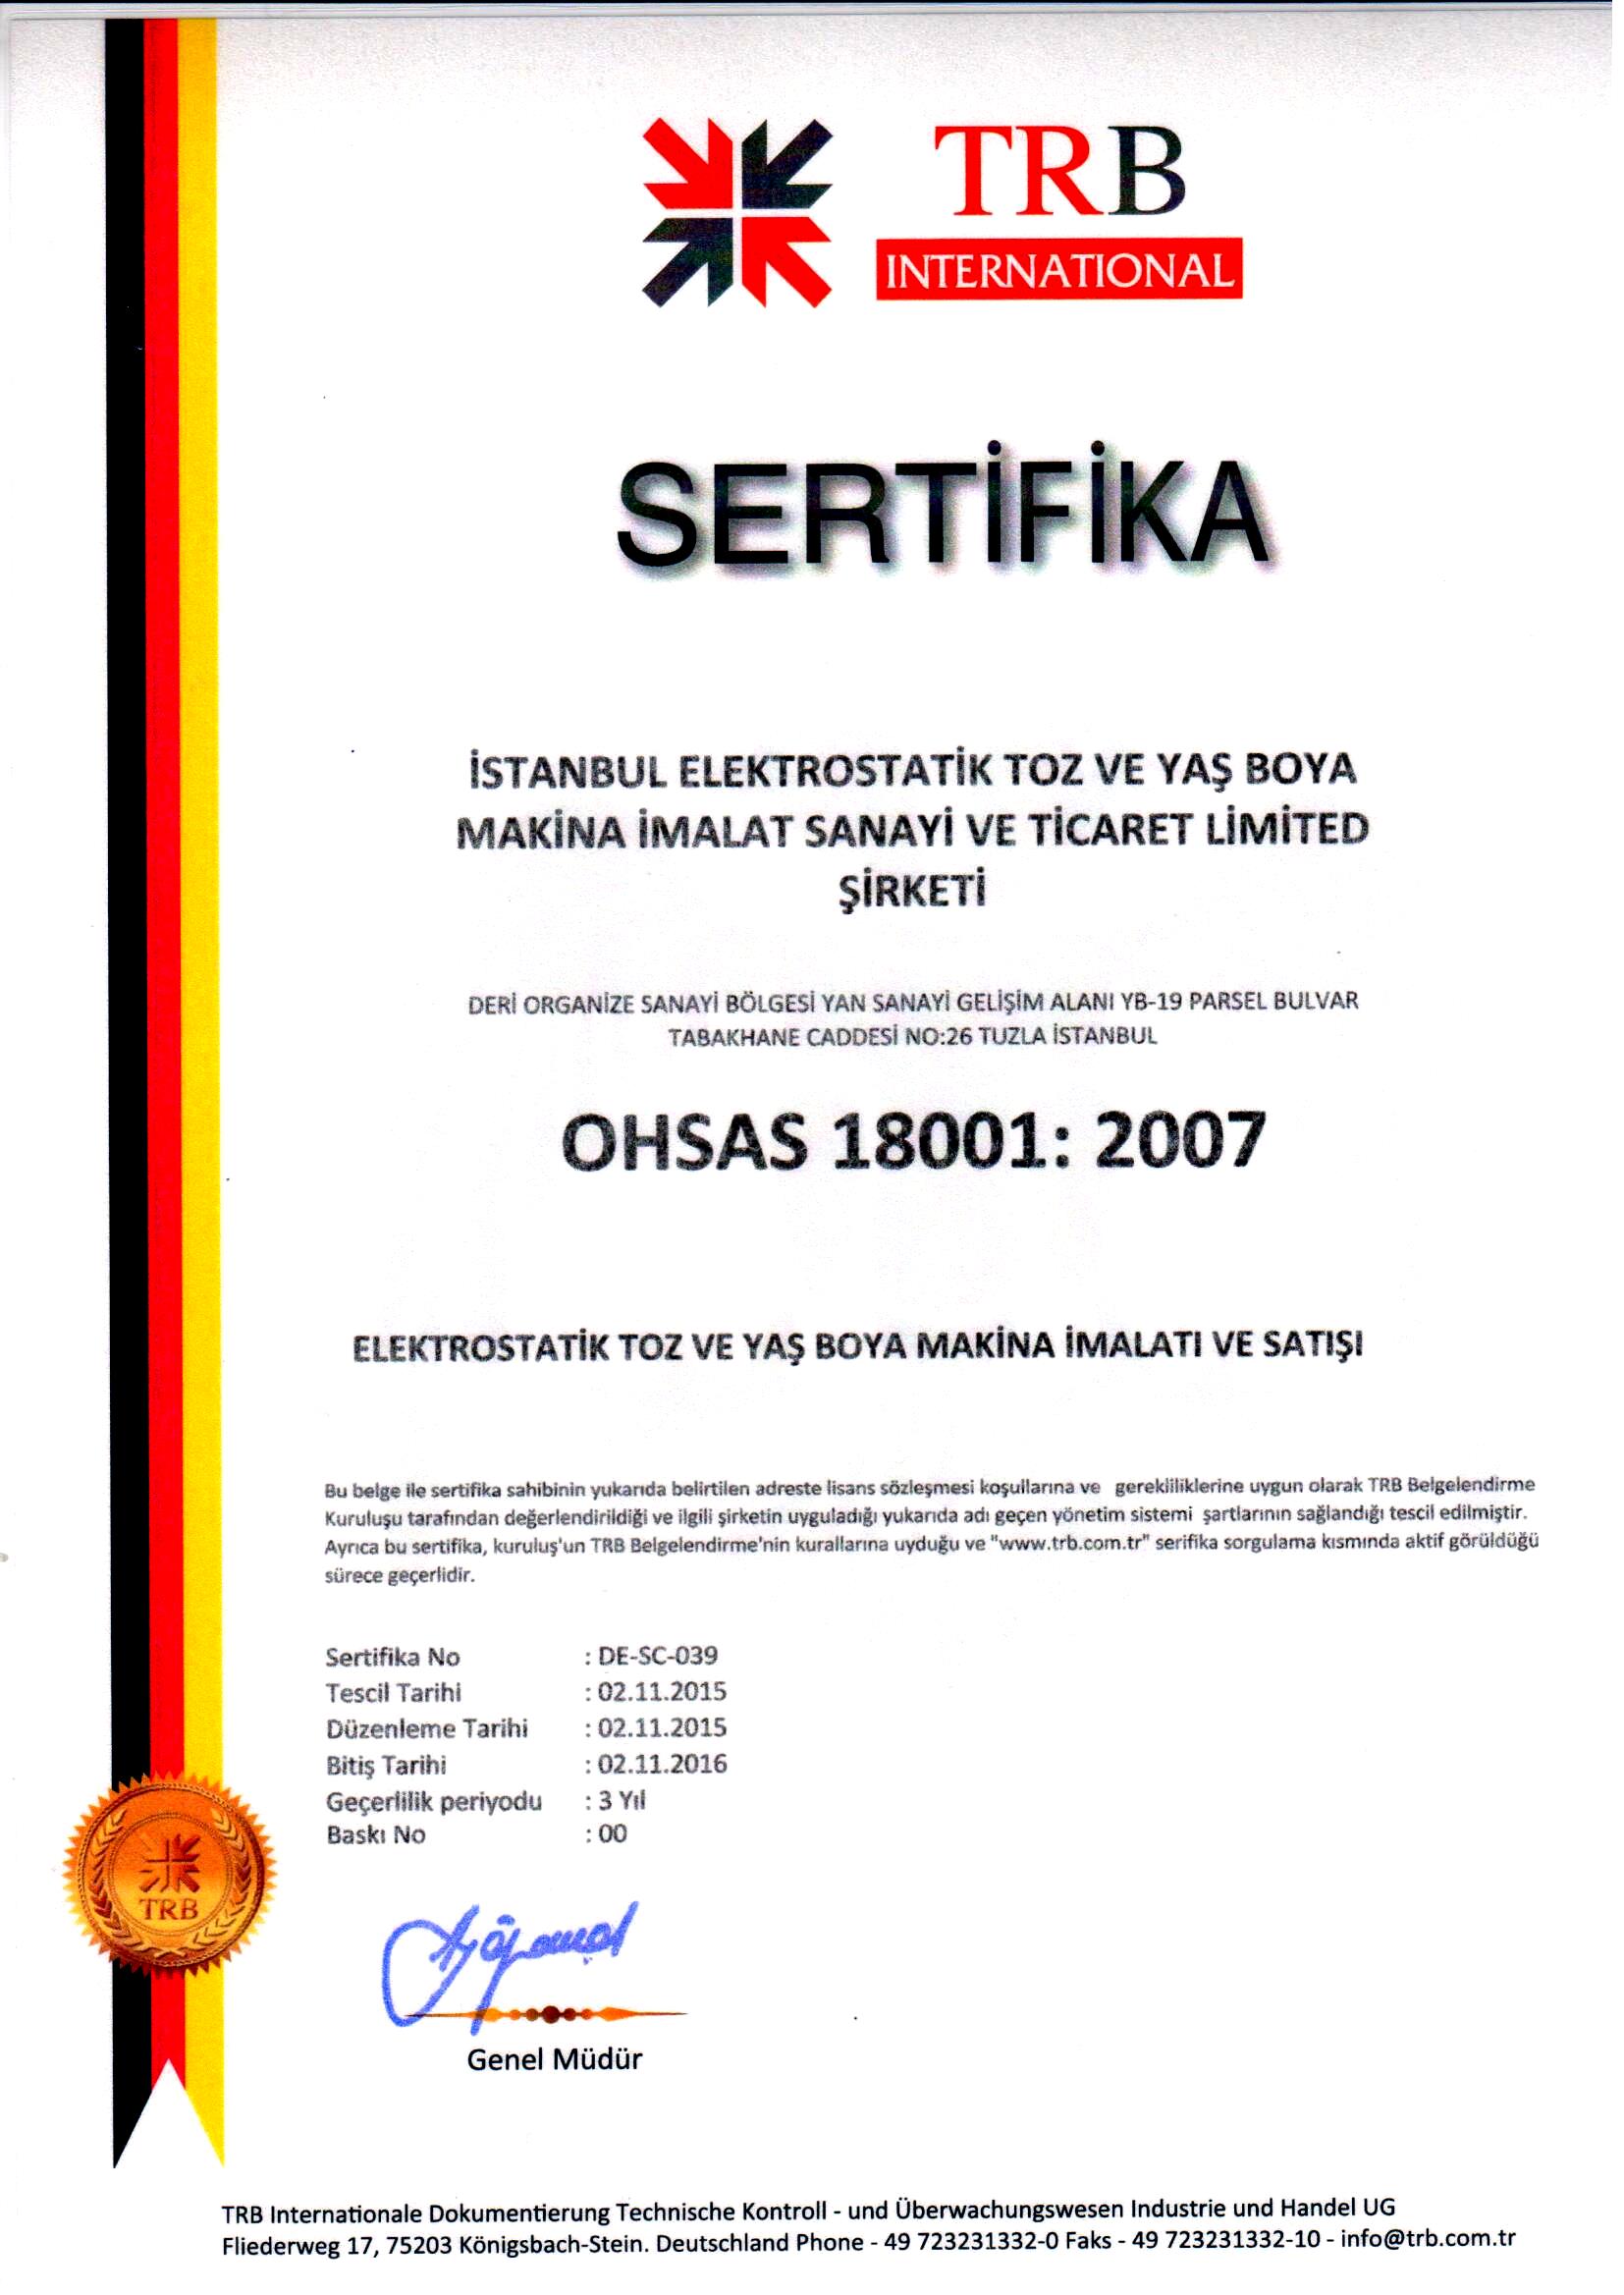 TRB
INTERNATIONAL
SERTİFİKA
İSTANBUL ELEKTROSTATİK TOZ VE YAŞ BOYA
MAKİNA İMALAT SANAYİ VE TİCARET LİMİTED
ŞİRKETİ
DERİ ORGANİZE SANAYİ BÖLGESİ YAN SANAYİ GELİŞİM ALANI YB-19 PARSEL BULVAR
TABAKHANE CADDESİ NO:26 TUZLA İSTANBUL
OHSAS 18001: 2007
ELEKTROSTATİK TOZ VE YAŞ BOYA MAKİNA İMALATI VE SATIŞI
Bu belge ile sertifika sahibinin yukarıda belirtilen adreste lisans sözleşmesi koşullarına ve gerekliliklerine uygun olarak TRB Belgelendirme
Kuruluşu tarafından değerlendirildiği ve ilgili şirketin uyguladığı yukarıda adı geçen yönetim sistemi şartlarının sağlandığı tescil edilmiştir.
Ayrıca bu sertifika, kuruluş'un TRB Belgelendirme'nin kurallarına uyduğu ve "www.trb.com.tr" serifika sorgulama kısmında aktif görüldüğü
sürece geçerlidir.
Sertifika No : DE-SC-039
Tescil Tarihi : 02.11.2015
Düzenleme Tarihi : 02.11.2015
Bitiş Tarihi : 02.11.2016
Geçerlilik periyodu : 3 Yıl
Baskı No : 00
TRB
Genel Müdür
TRB Internationale Dokumentierung Technische Kontroll - und Überwachungswesen Industrie und Handel UG
Fliederweg 17, 75203 Königsbach-Stein. Deutschland Phone - 49 723231332-0 Faks - 49 723231332-10 - info@trb.com.tr